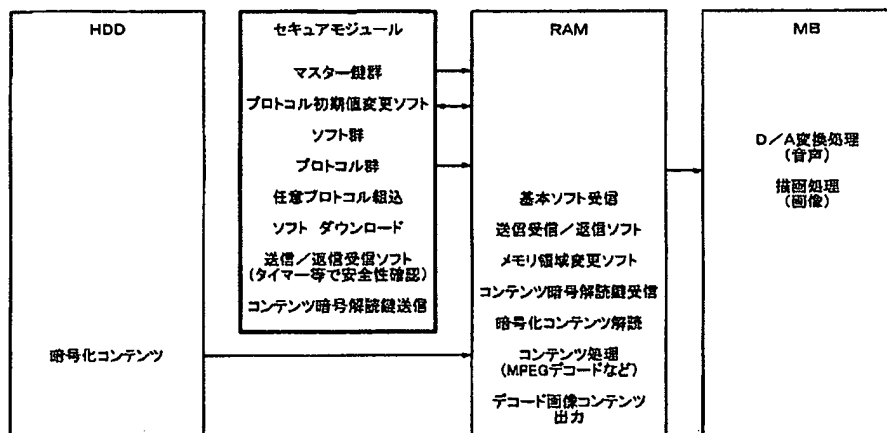 HDD
暗号化コンテンツ
セキュアモジュール
マスター鍵群
プロトコル初期値変更ソフト
ソフト群
プロトコル群
任意プロトコル組込
ソフト ダウンロード
送信／返信受信ソフト
(タイマー等で安全性確認)
コンテンツ暗号解読鍵送信
RAM
基本ソフト受信
送信受信／返信ソフト
メモリ領域変更ソフト
コンテンツ暗号解読鍵受信
暗号化コンテンツ解読
コンテンツ処理
(MPEGデコードなど)
デコード画像コンテンツ
出力
MB
D／A変換処理
(音声)
描画処理
(画像)